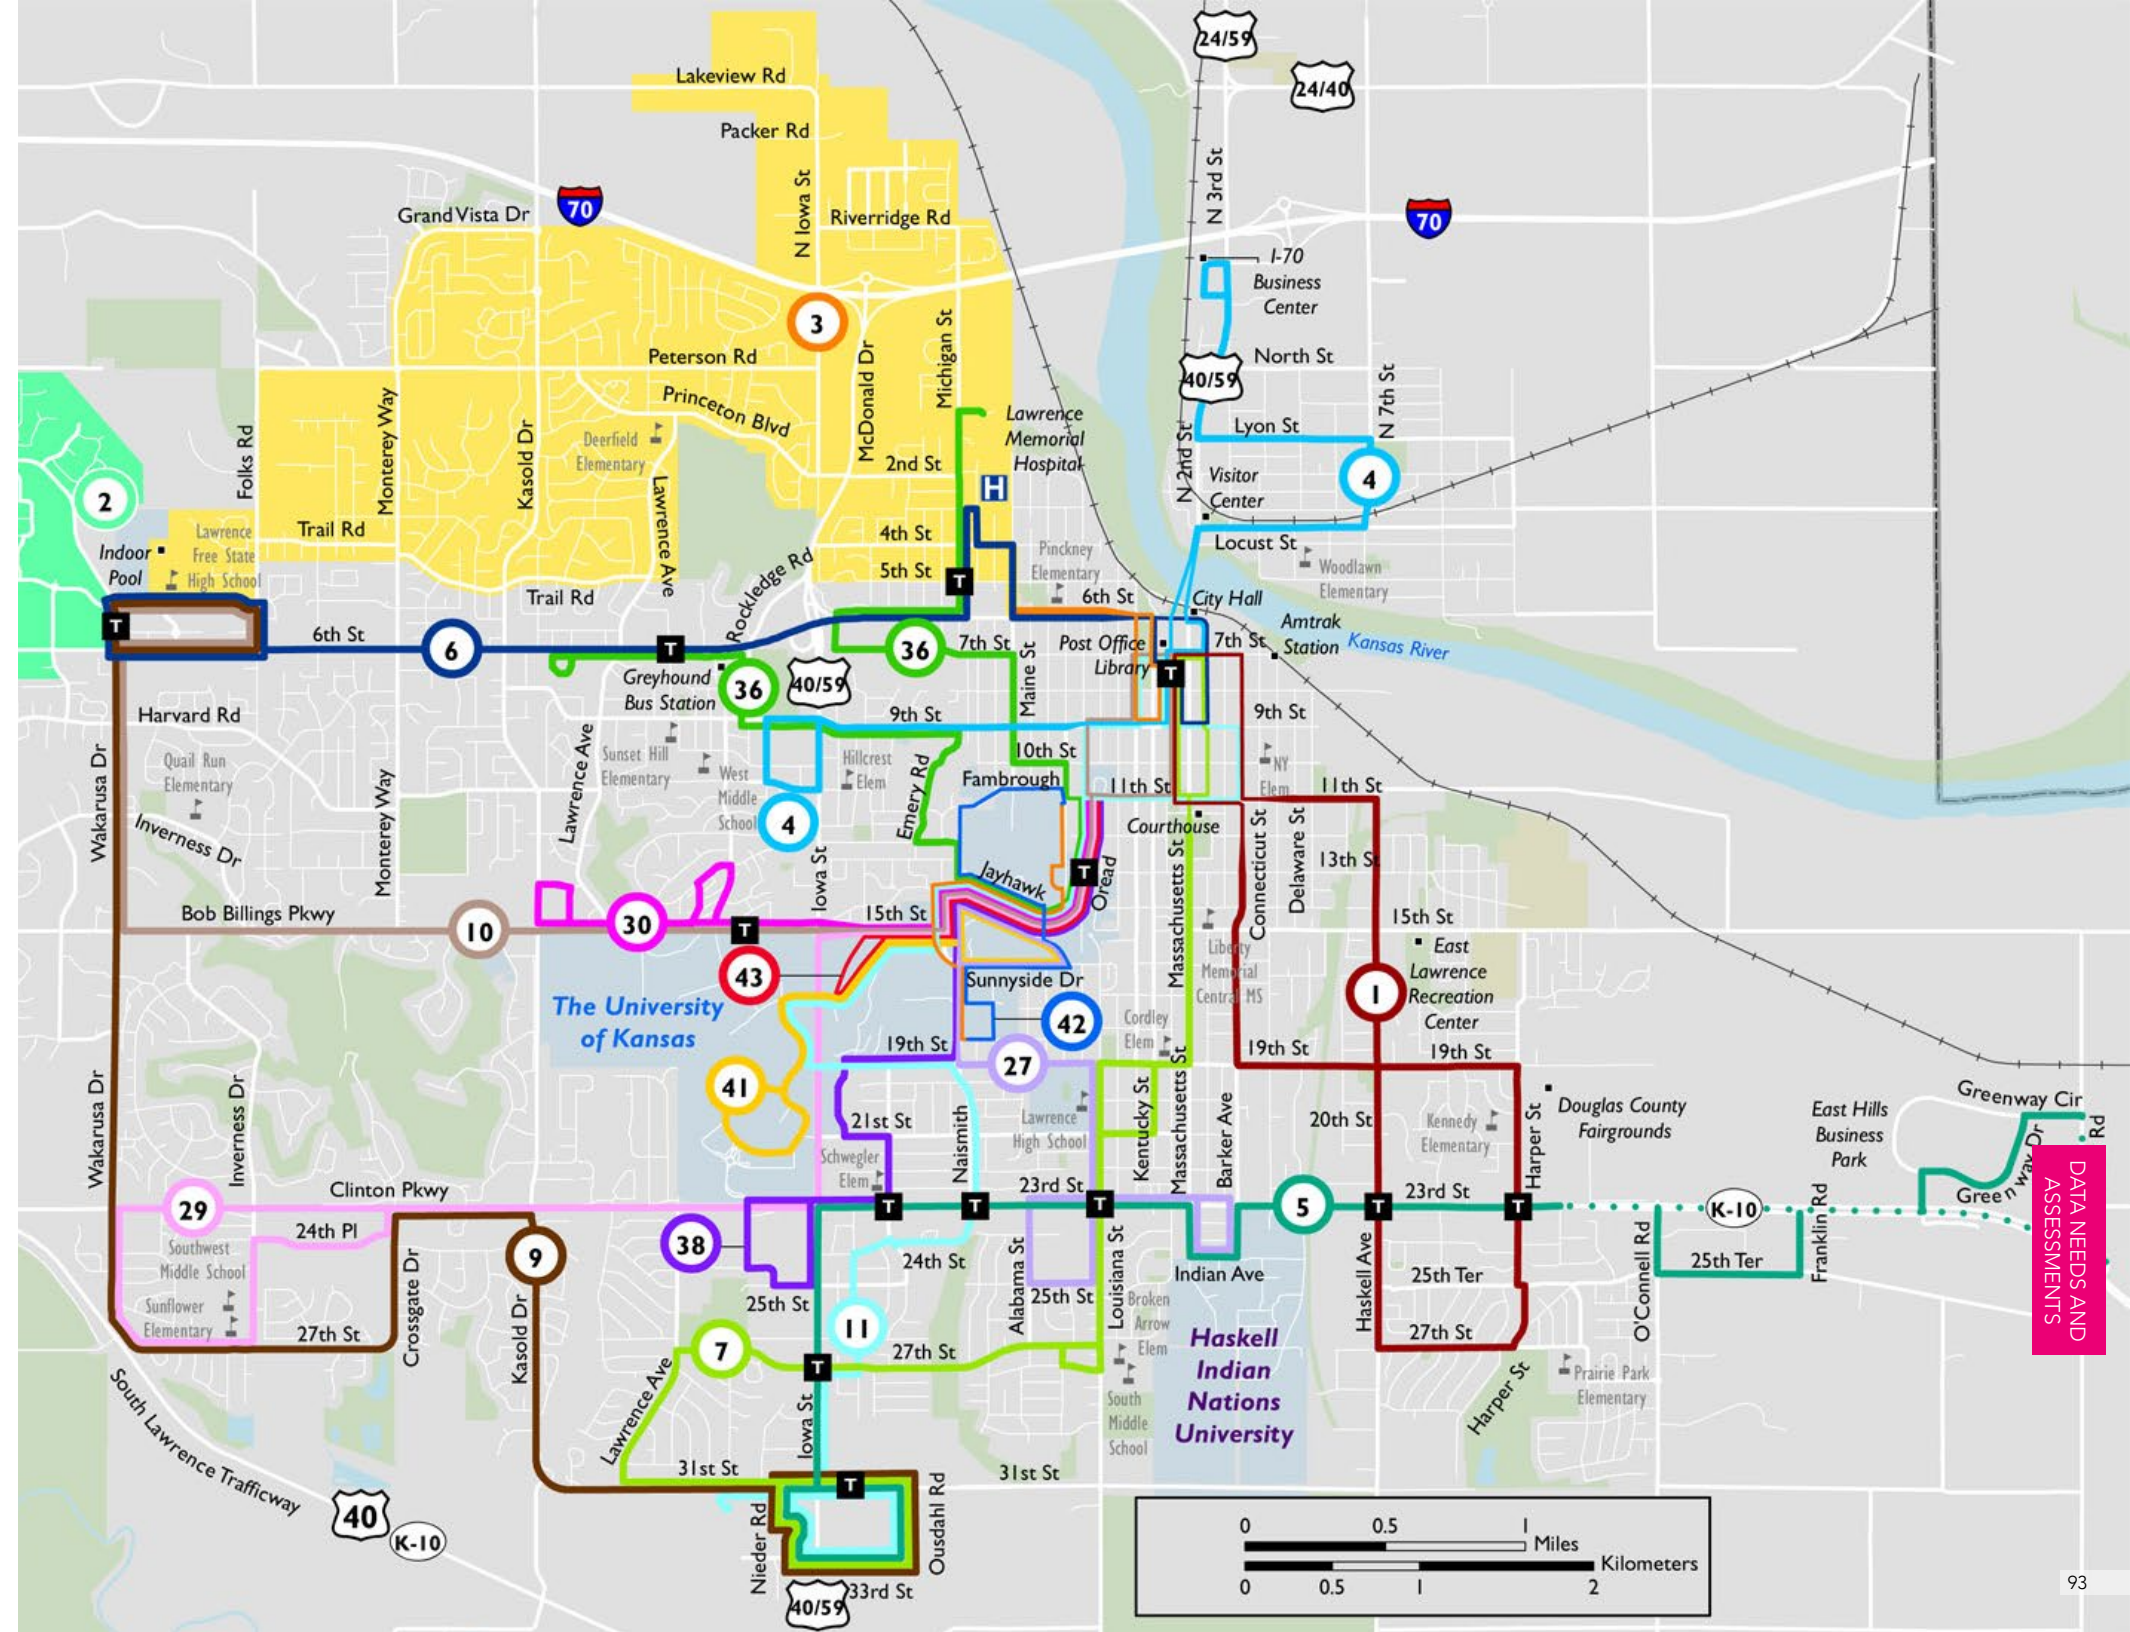 24/59
24/40
Lakeview Rd
Packer Rd
N Iowa St
N 3rd St
Grand Vista Dr
70
Riverridge Rd
70
I-70
Business
Center
3
Michigan St
McDonald Dr
Peterson Rd
North St
40/59
N 7th St
Monterey Way
Princeton Blvd
Lawrence
Memorial
Hospital
Lyon St
Folks Rd
Kasold Dr
Deerfield
Elementary
2nd St
N 2nd St
Visitor
Center
4
2
H
Lawrence Ave
Lawrence
Free State
High School
Trail Rd
4th St
Locust St
Indoor
Pool
Pinckney
Elementary
Woodlawn
Elementary
5th St
T
Rockledge Rd
Trail Rd
6th St
City Hall
T
6th St
6
T
36
7th St
Post Office
Library
7th St
Amtrak
Station
Kansas River
Greyhound
Bus Station
36
40/59
Maine St
T
Harvard Rd
9th St
9th St
Wakarusa Dr
Quail Run
Elementary
Lawrence Ave
Sunset Hill
Elementary
West
Middle
School
Hillcrest
Elem
10th St
NY
Elem
Monterey Way
Emery Rd
Fambrough
11th St
11th St
4
Inverness Dr
Courthouse
Connecticut St
Delaware St
13th St
Iowa St
Jayhawk
T
Oread
Massachusetts St
Bob Billings Pkwy
10
30
T
15th St
15th St
Liberty
Memorial
Central MS
East
Lawrence
Recreation
Center
43
1
Sunnyside Dr
The University
of Kansas
42
Cordley
Elem
19th St
27
19th St
19th St
41
Wakarusa Dr
Inverness Dr
Naismith
Lawrence
High School
Kentucky St
Massachusetts St
Barker Ave
21st St
20th St
Kennedy
Elementary
Harper St
Douglas County
Fairgrounds
East Hills
Business
Park
Greenway Cir
Rd
Greenway Dr
Schwegler
Elem
Clinton Pkwy
23rd St
23rd St
29
T
T
T
5
T
T
K-10
Franklin Rd
24th Pl
38
9
Southwest
Middle School
24th St
Alabama St
Louisiana St
Indian Ave
Haskell Ave
25th Ter
O'Connell Rd
25th Ter
Crossgate Dr
Kasold Dr
25th St
25th St
Sunflower
Elementary
27th St
11
Broken
Arrow
Elem
27th St
7
T
27th St
Haskell
Indian
Nations
University
Prairie Park
Elementary
Harper St
South
Middle
School
South Lawrence Trafficway
Lawrence Ave
Iowa St
31st St
T
31st St
40
K-10
Nieder Rd
Ousdahl Rd
33rd St
40/59
0 0.5 1
Miles
Kilometers
0 0.5 1 2
DATA NEEDS AND
ASSESSMENTS
93